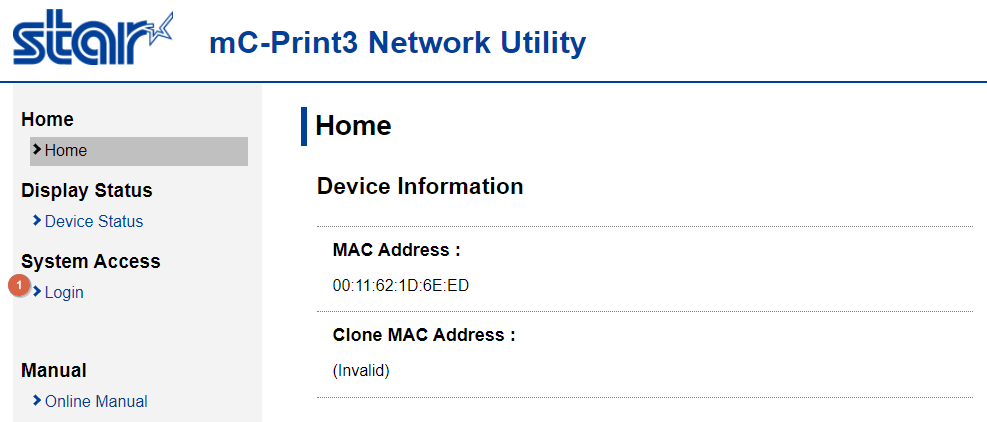 star
mC-Print3 Network Utility
Home
Home
Display Status
Device Status
System Access
1
Login
Manual
Online Manual
Home
Device Information
MAC Address :
00:11:62:1D:6E:ED
Clone MAC Address :
(Invalid)